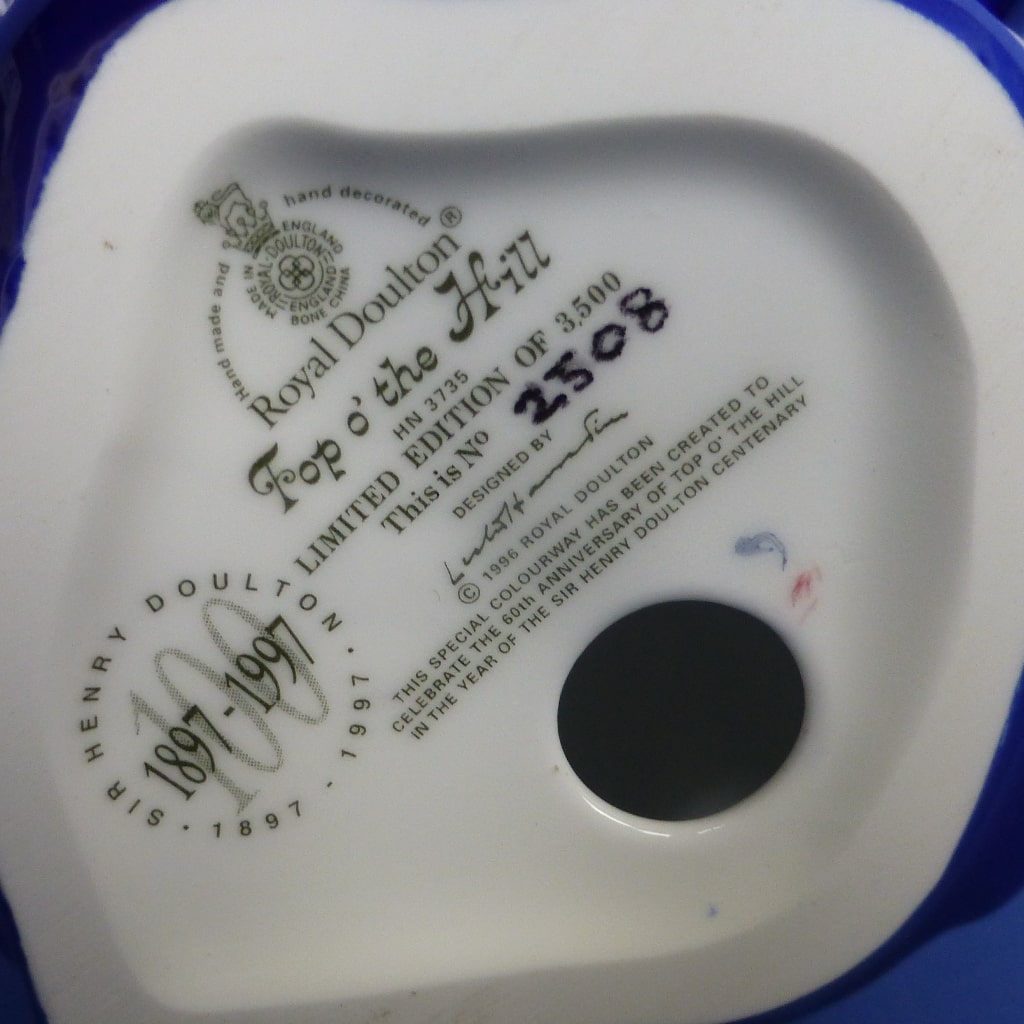 Hand made and hand decorated
MADE IN ENGLAND
ROYAL·DOULTON
ENGLAND
BONE CHINA
Royal Doulton®
Top o' the Hill
HN 3735
LIMITED EDITION OF 3,500
This is No 2508
DESIGNED BY
© 1996 ROYAL DOULTON
THIS SPECIAL COLOURWAY HAS BEEN CREATED TO
CELEBRATE THE 60th ANNIVERSARY OF TOP O' THE HILL
IN THE YEAR OF THE SIR HENRY DOULTON CENTENARY
SIR HENRY DOULTON
100
1897-1997
· 1897 - 1997 ·